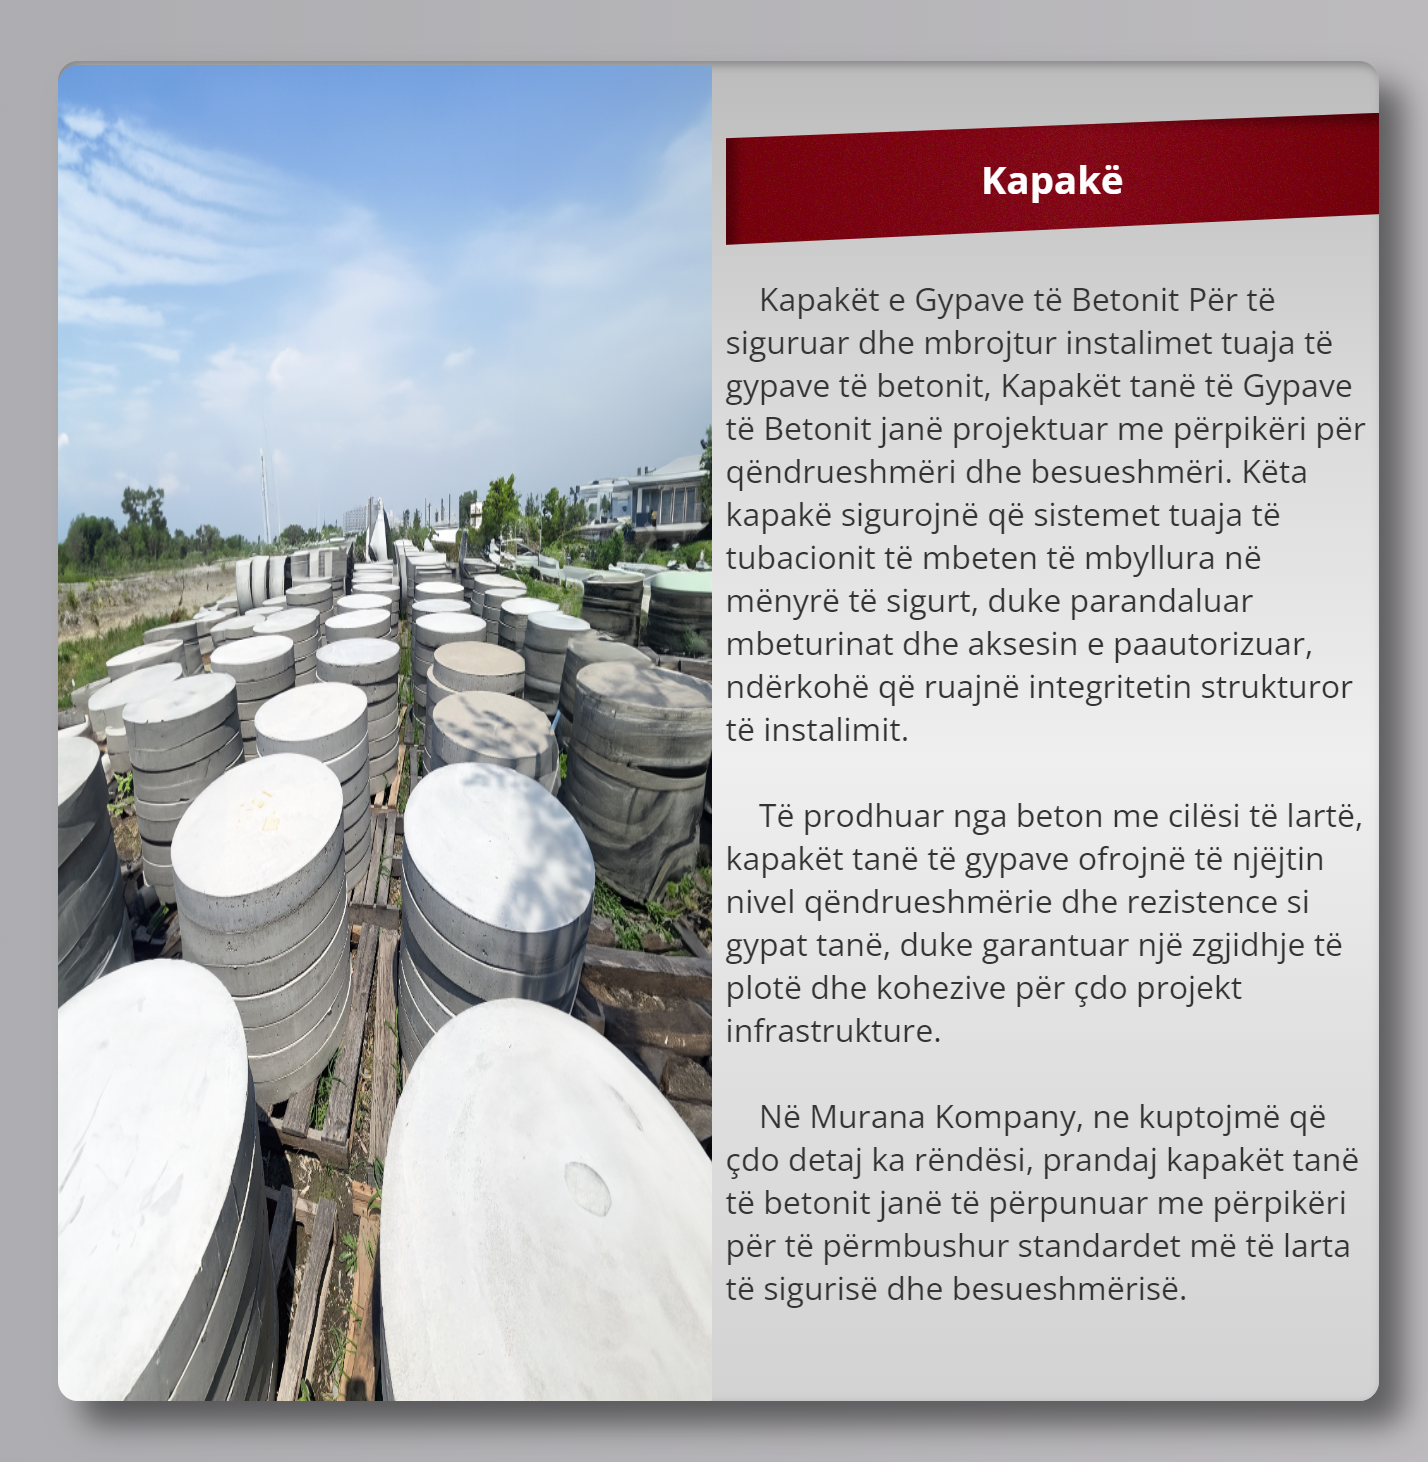 Kapakë
Kapakët e Gypave të Betonit Për të
siguruar dhe mbrojtur instalimet tuaja të
gypave të betonit, Kapakët tanë të Gypave
të Betonit janë projektuar me përpikëri për
qëndrueshmëri dhe besueshmëri. Këta
kapakë sigurojnë që sistemet tuaja të
tubacionit të mbeten të mbyllura në
mënyrë të sigurt, duke parandaluar
mbeturinat dhe aksesin e paautorizuar,
ndërkohë që ruajnë integritetin strukturor
të instalimit.
Të prodhuar nga beton me cilësi të lartë,
kapakët tanë të gypave ofrojnë të njëjtin
nivel qëndrueshmërie dhe rezistence si
gypat tanë, duke garantuar një zgjidhje të
plotë dhe kohezive për çdo projekt
infrastrukture.
Në Murana Kompany, ne kuptojmë që
çdo detaj ka rëndësi, prandaj kapakët tanë
të betonit janë të përpunuar me përpikëri
për të përmbushur standardet më të larta
të sigurisë dhe besueshmërisë.